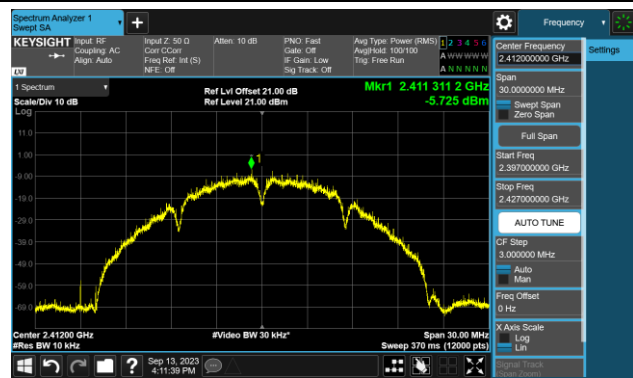 Spectrum Analyzer 1
Swept SA
Frequency
KEYSIGHT
Input: RF
Coupling: AC
Align: Auto
Input Z: 50 Ω
Corr CCorr
Freq Ref: Int (S)
NFE: Off
Atten: 10 dB
PNO: Fast
Gate: Off
IF Gain: Low
Sig Track: Off
Avg Type: Power (RMS)
Avg|Hold: 100/100
Trig: Free Run
1 2 3 4 5 6
A W W W W W
A N N N N N
LXI
Center Frequency
2.412000000 GHz
Settings
Span
30.0000000 MHz
Swept Span
Zero Span
Full Span
Start Freq
2.397000000 GHz
Stop Freq
2.427000000 GHz
AUTO TUNE
CF Step
3.000000 MHz
Auto
Man
Freq Offset
0 Hz
X Axis Scale
Log
Lin
Signal Track
(Span Zoom)
1 Spectrum
Scale/Div 10 dB
Log
Ref Lvl Offset 21.00 dB
Ref Level 21.00 dBm
Mkr1 2.411 311 2 GHz
-5.725 dBm
11.0
1.00
-9.00
-19.0
-29.0
-39.0
-49.0
-59.0
-69.0
1
Center 2.41200 GHz
#Res BW 10 kHz
#Video BW 30 kHz*
Span 30.00 MHz
Sweep 370 ms (12000 pts)
Sep 13, 2023
4:11:39 PM